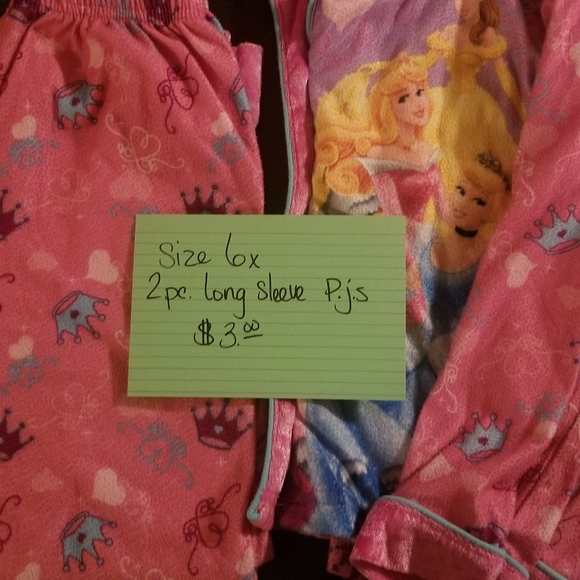 Size 6x
2pc. Long Sleeve P.j.s
$3.00